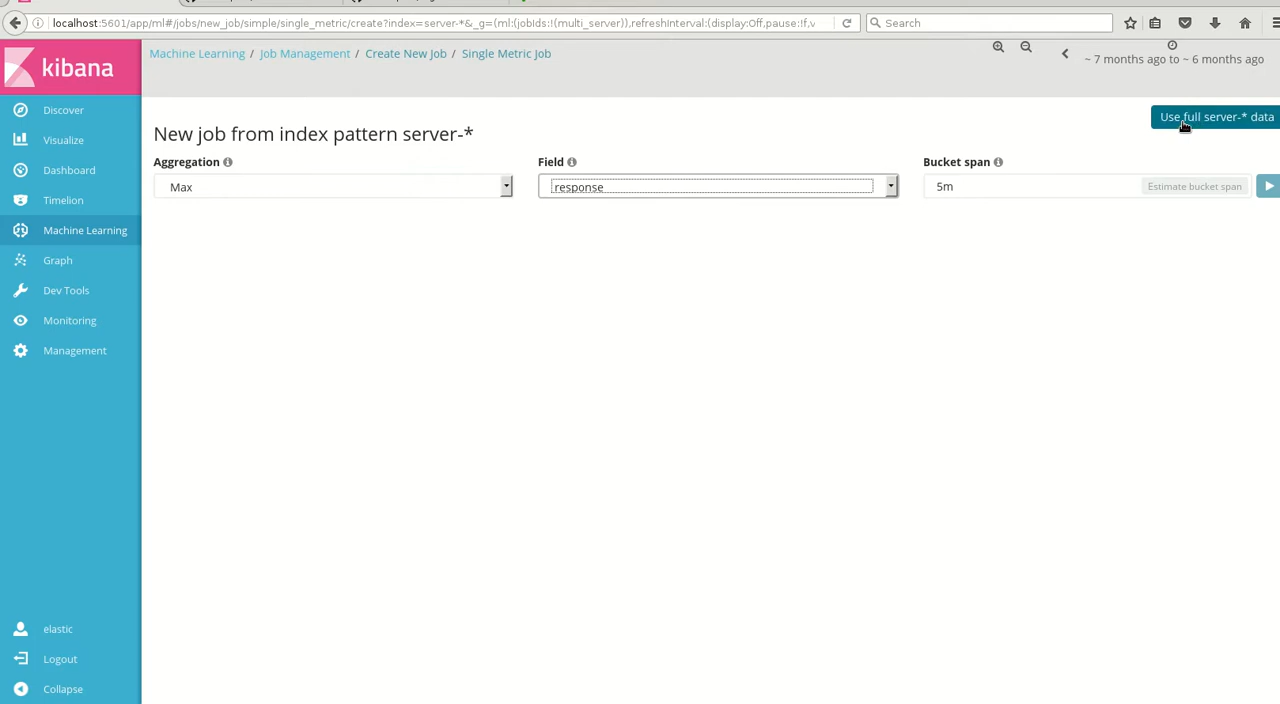 localhost:5601/app/ml#/jobs/new_job/simple/single_metric/create?index=server-*&_g=(ml:(jobIds:!(multi_server)),refreshInterval:(display:Off,pause:!f,v
Search
kibana
Machine Learning / Job Management / Create New Job / Single Metric Job
~ 7 months ago to ~ 6 months ago
Use full server-* data
New job from index pattern server-*
Aggregation
Field
Bucket span
Max
response
5m
Estimate bucket span
Discover
Visualize
Dashboard
Timelion
Machine Learning
Graph
Dev Tools
Monitoring
Management
elastic
Logout
Collapse